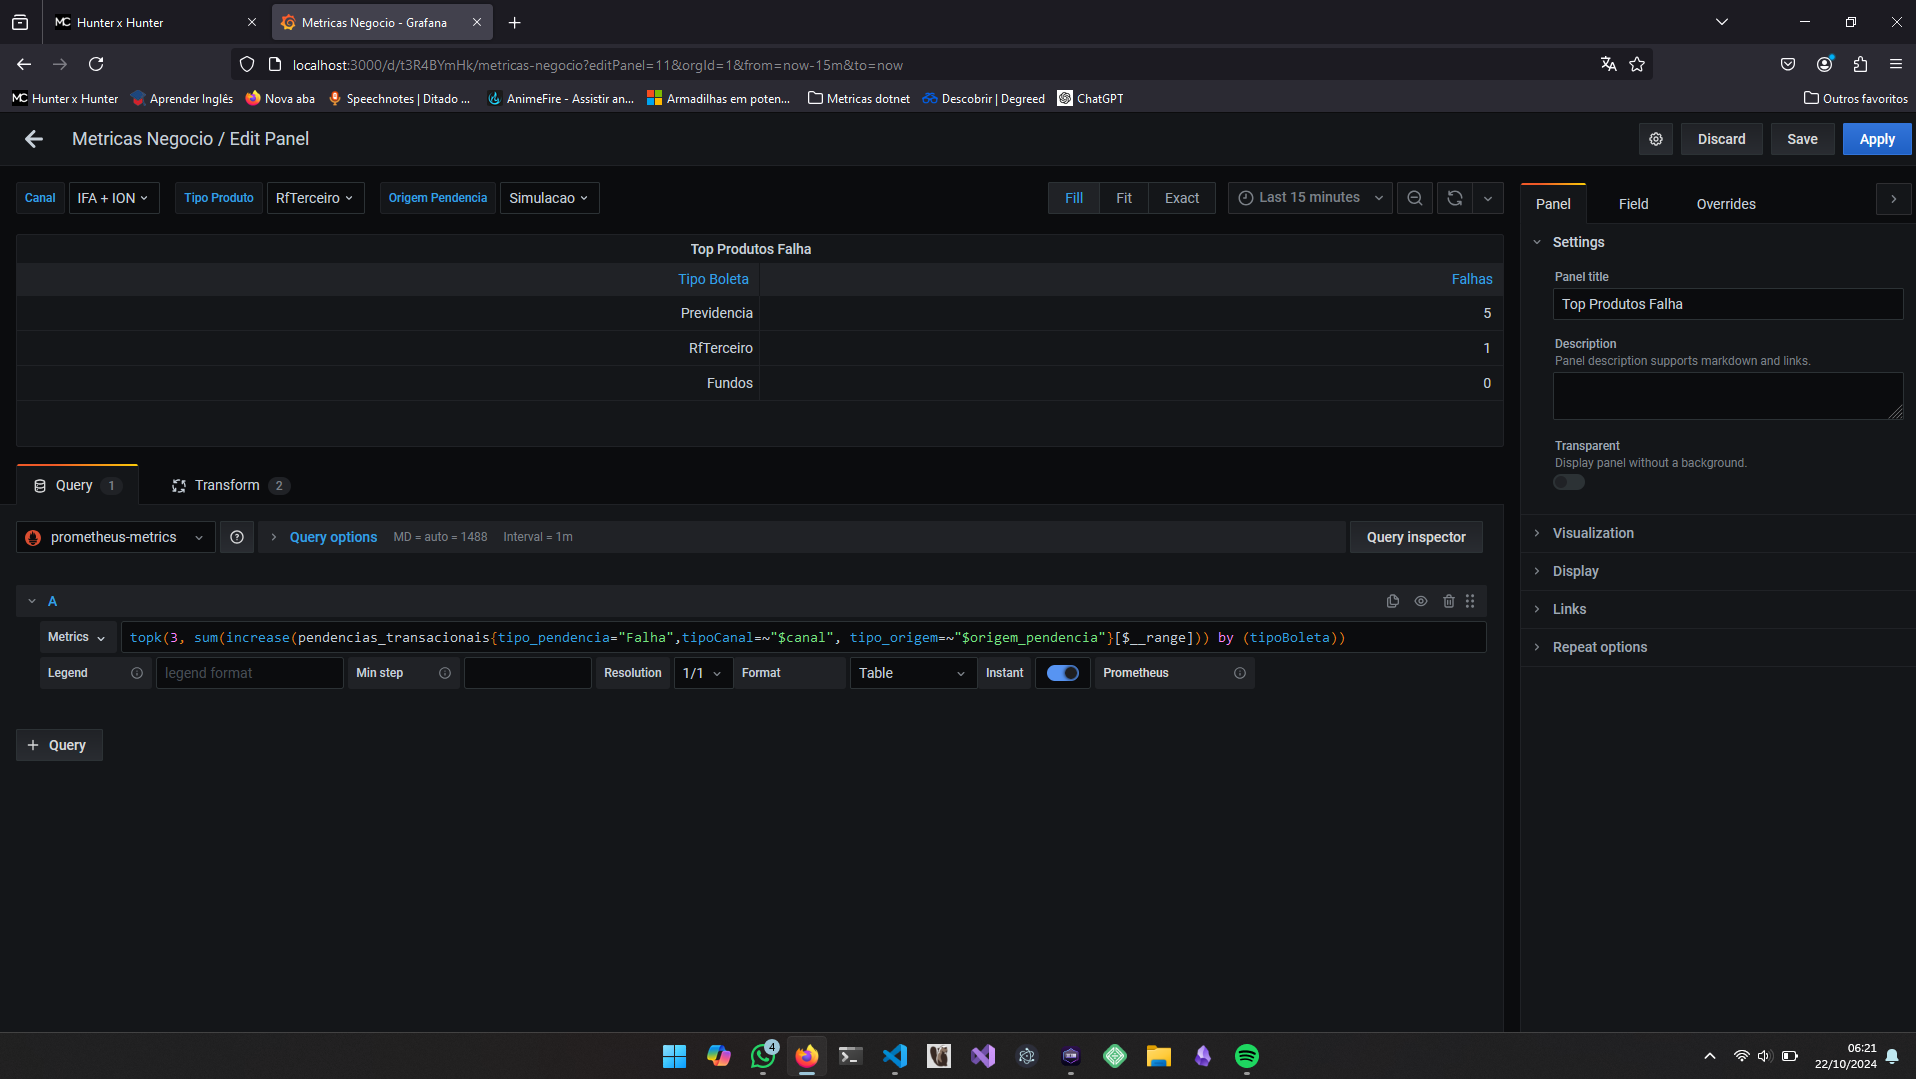 Hunter x Hunter
Metricas Negocio - Grafana
localhost:3000/d/t3R4BYmHk/metricas-negocio?editPanel=11&orgId=1&from=now-15m&to=now
Hunter x Hunter
Aprender Inglês
Nova aba
Speechnotes | Ditado ...
AnimeFire - Assistir an...
Armadilhas em poten...
Metricas dotnet
Descobrir | Degreed
ChatGPT
Outros favoritos
Metricas Negocio / Edit Panel
Discard
Save
Apply
Canal
IFA + ION
Tipo Produto
RfTerceiro
Origem Pendencia
Simulacao
Fill
Fit
Exact
Last 15 minutes
Panel
Field
Overrides
Top Produtos Falha
Tipo Boleta
Falhas
Previdencia
5
RfTerceiro
1
Fundos
0
Settings
Panel title
Top Produtos Falha
Description
Panel description supports markdown and links.
Transparent
Display panel without a background.
Visualization
Display
Links
Repeat options
Query
1
Transform
2
prometheus-metrics
Query options
MD = auto = 1488
Interval = 1m
Query inspector
A
Metrics
topk(3, sum(increase(pendencias_transacionais{tipo_pendencia="Falha",tipoCanal=~"$canal", tipo_origem=~"$origem_pendencia"}[$__range])) by (tipoBoleta))
Legend
legend format
Min step
Resolution
1/1
Format
Table
Instant
Prometheus
+ Query
4
06:21
22/10/2024